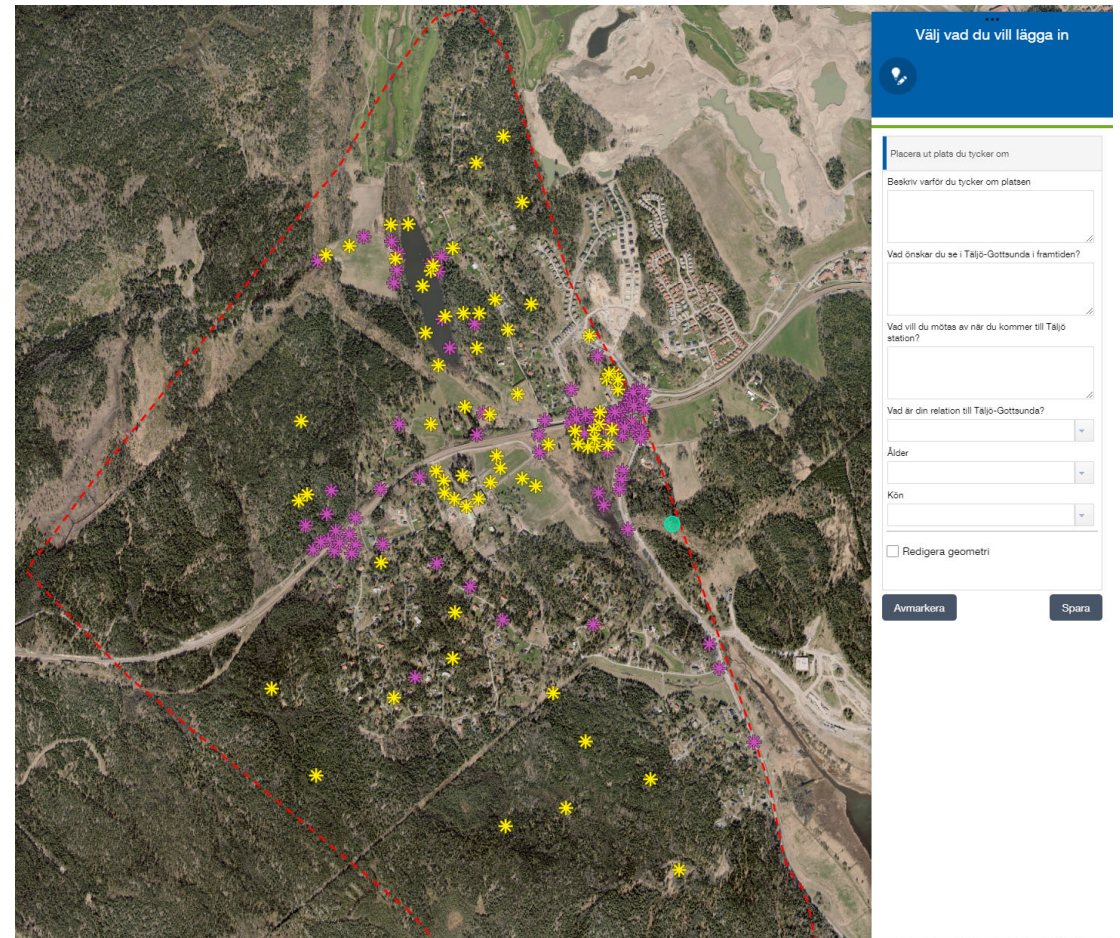 Välj vad du vill lägga in
Placera ut plats du tycker om
Beskriv varför du tycker om platsen
Vad önskar du se i Täljö-Gottsunda i framtiden?
Vad vill du mötas av när du kommer till Täljö
station?
Vad är din relation till Täljö-Gottsunda?
Ålder
Kön
Redigera geometri
Avmarkera
Spara